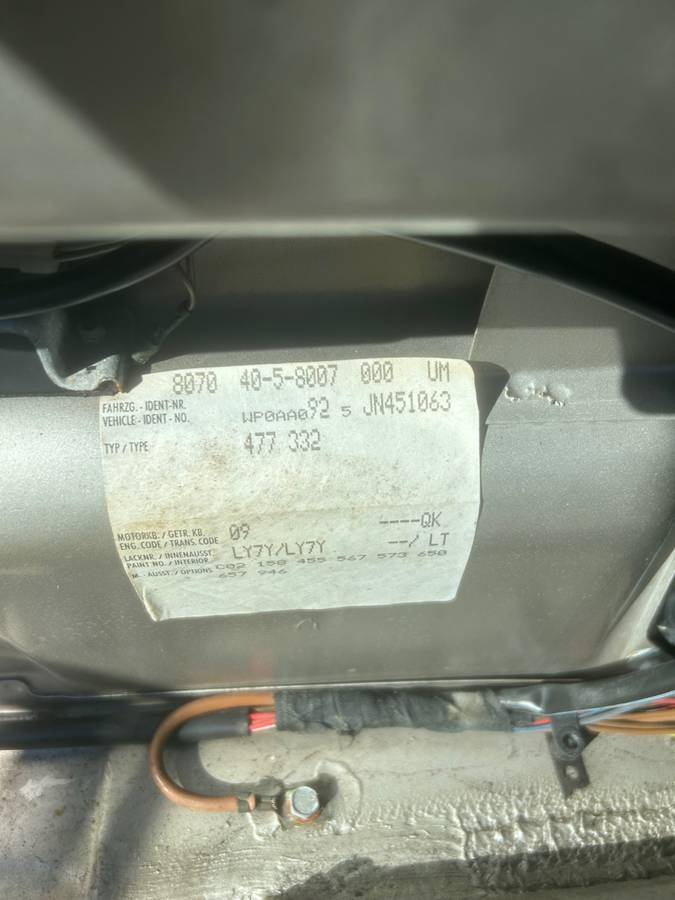 8070 40-5-8007 000 UM
FAHRZG. - IDENT-NR.
VEHICLE - IDENT - NO. WP0AA092 5 JN451063
TYP / TYPE 477 332
MOTORKB. / GETR. KB.
ENG. CODE / TRANS. CODE 09 ----QK
LACKNR. / INNENAUSST.
PAINT NO. / INTERIOR LY7Y/LY7Y --/ LT
M.-AUSST./OPTIONS C02 158 455 567 573 650
657 946